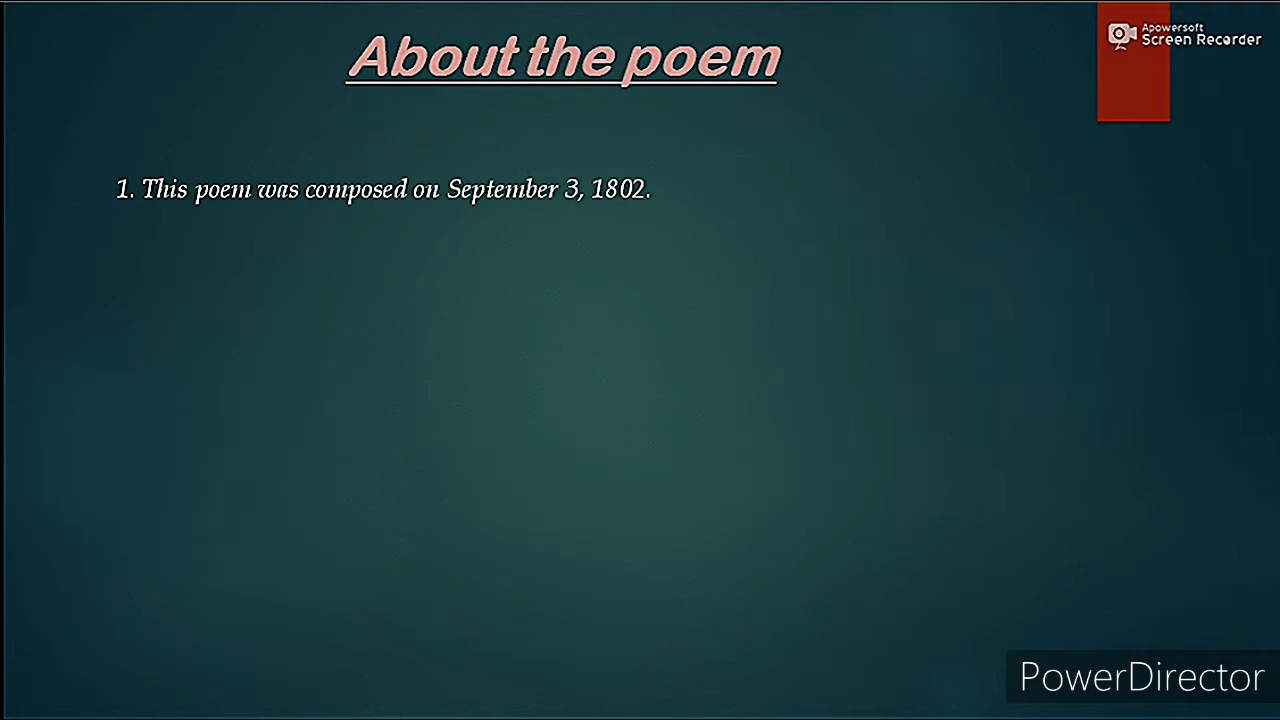 About the poem
Apowersoft
Screen Recorder
1. This poem was composed on September 3, 1802.
PowerDirector